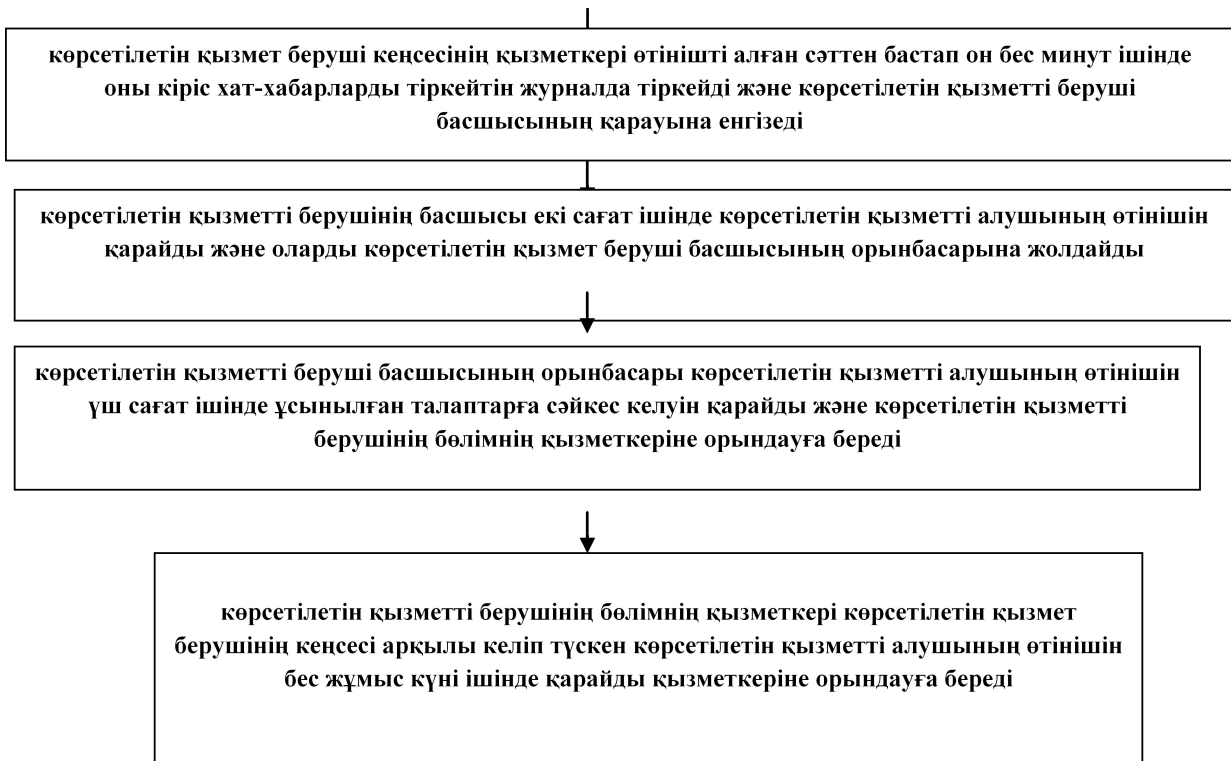 көрсетілетін қызмет беруші кеңсесінің қызметкері өтінішті алған сәттен бастап он бес минут ішінде
оны кіріс хат-хабарларды тіркейтін журналда тіркейді және көрсетілетін қызметті беруші
басшысының қарауына енгізеді
көрсетілетін қызметті берушінің басшысы екі сағат ішінде көрсетілетін қызметті алушының өтінішін
қарайды және оларды көрсетілетін қызмет беруші басшысының орынбасарына жолдайды
көрсетілетін қызметті беруші басшысының орынбасары көрсетілетін қызметті алушының өтінішін
үш сағат ішінде ұсынылған талаптарға сәйкес келуін қарайды және көрсетілетін қызметті
берушінің бөлімнің қызметкеріне орындауға береді
көрсетілетін қызметті берушінің бөлімнің қызметкері көрсетілетін қызмет
берушінің кеңсесі арқылы келіп түскен көрсетілетін қызметті алушының өтінішін
бес жұмыс күні ішінде қарайды қызметкеріне орындауға береді